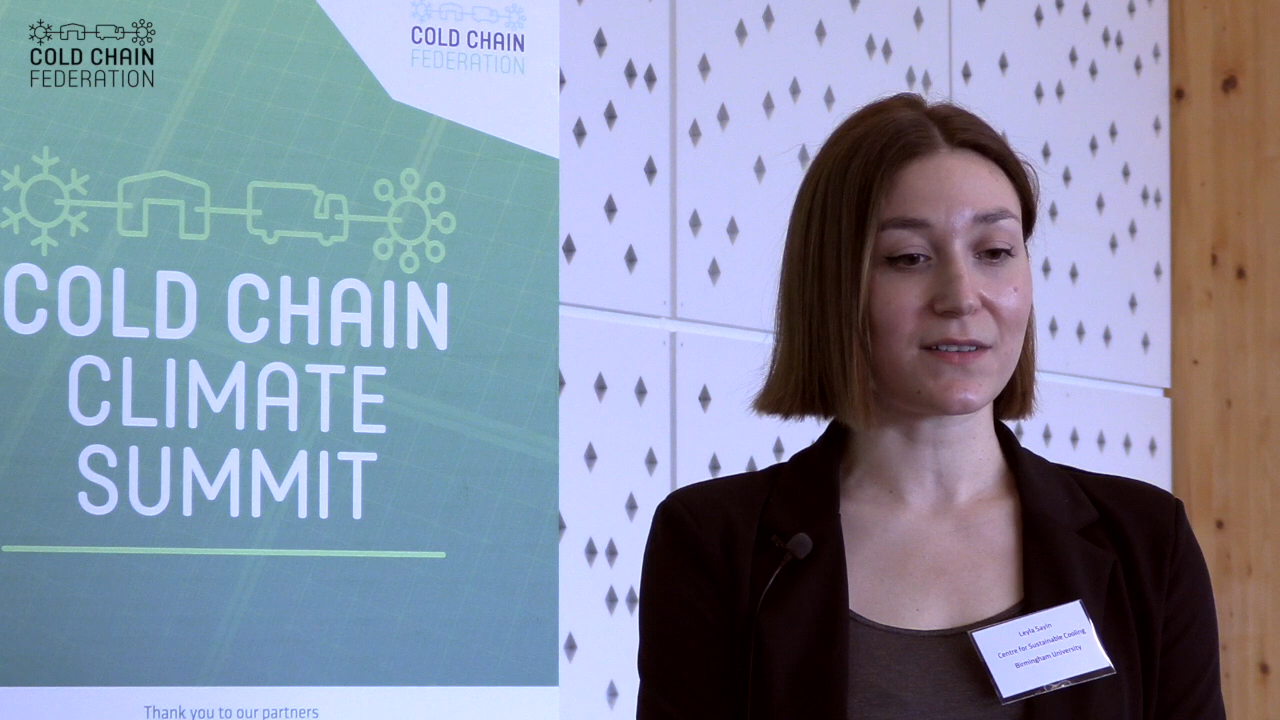 COLD CHAIN
FEDERATION
COLD CHAIN
FEDERATION
COLD CHAIN
CLIMATE
SUMMIT
Thank you to our partners
Leyla Sayin
Centre for Sustainable Cooling
Birmingham University